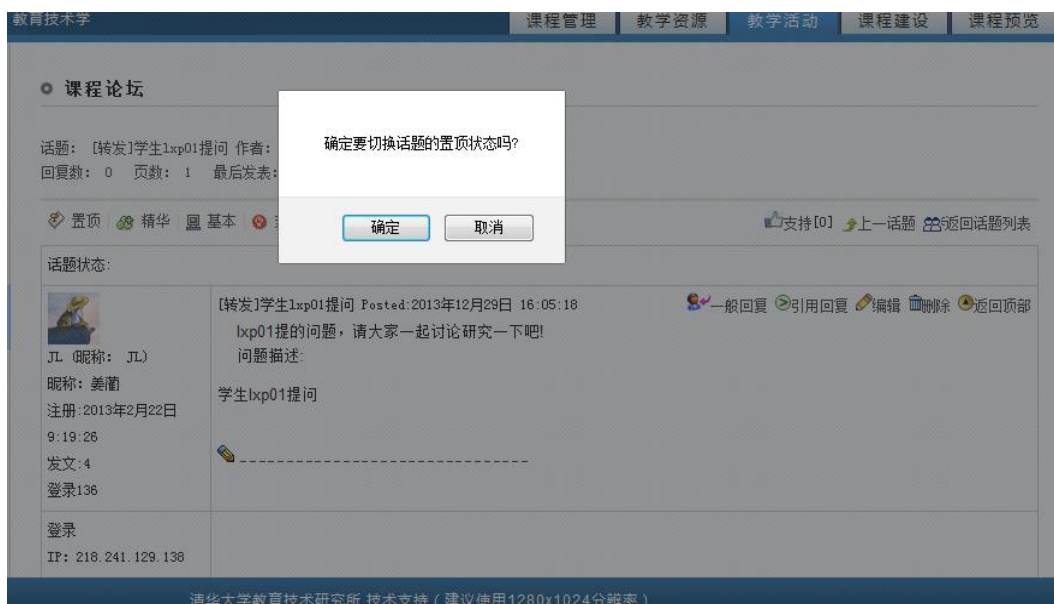 教育技术学
课程管理 教学资源 教学活动 课程建设 课程预览
课程论坛
确定要切换话题的置顶状态吗?
话题: [转发]学生lxp01提问 作者:
回复数: 0 页数: 1 最后发表:
确定 取消
置顶 精华 基本
支持[0] 上一话题 返回话题列表
话题状态:
[转发]学生lxp01提问 Posted:2013年12月29日 16:05:18
一般回复 引用回复 编辑 删除 返回顶部
lxp01提的问题,请大家一起讨论研究一下吧!
问题描述:
JL (昵称: JL)
昵称: 姜蔺
注册:2013年2月22日
9:19:26
发文:4
登录136
学生lxp01提问
登录
IP: 218.241.129.138
清华大学教育技术研究所 技术支持(建议使用1280x1024分辨率)